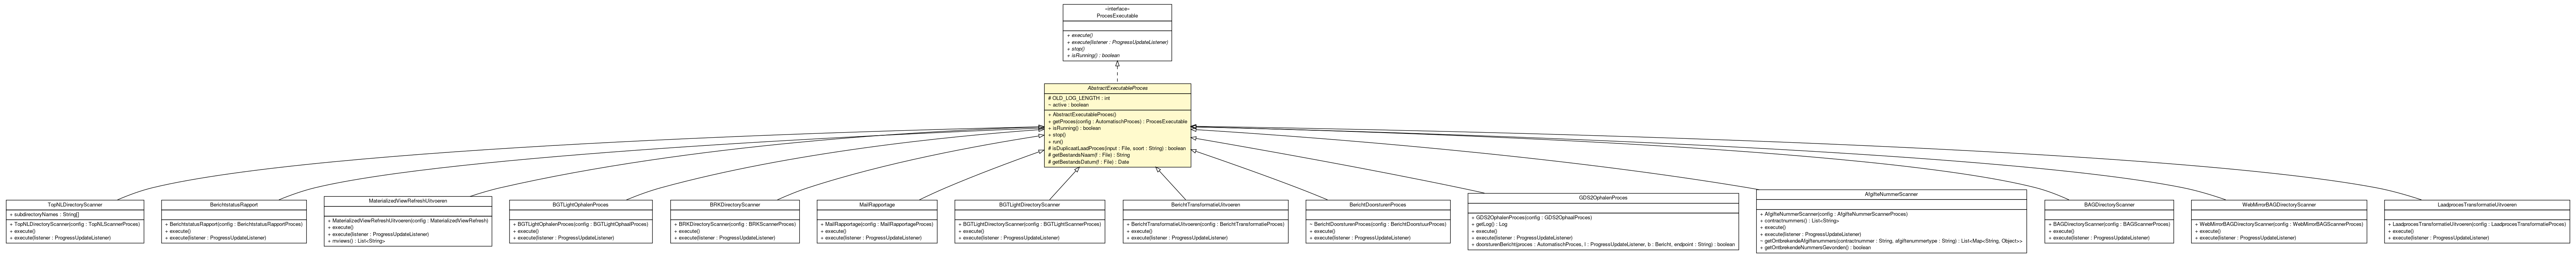 «interface»
ProcesExecutable
+ execute()
+ execute(listener : ProgressUpdateListener)
+ stop()
+ isRunning() : boolean
AbstractExecutableProces
# OLD_LOG_LENGTH : int
~ active : boolean
+ AbstractExecutableProces()
+ getProces(config : AutomatischProces) : ProcesExecutable
+ isRunning() : boolean
+ stop()
+ run()
# isDuplicaatLaadProces(input : File, soort : String) : boolean
# getBestandsNaam(f : File) : String
# getBestandsDatum(f : File) : Date
TopNLDirectoryScanner
+ subdirectoryNames : String[]
+ TopNLDirectoryScanner(config : TopNLScannerProces)
+ execute()
+ execute(listener : ProgressUpdateListener)
BerichtstatusRapport
+ BerichtstatusRapport(config : BerichtstatusRapportProces)
+ execute()
+ execute(listener : ProgressUpdateListener)
MaterializedViewRefreshUitvoeren
+ MaterializedViewRefreshUitvoeren(config : MaterializedViewRefresh)
+ execute()
+ execute(listener : ProgressUpdateListener)
+ mviews() : List<String>
BGTLightOphalenProces
+ BGTLightOphalenProces(config : BGTLightOphaalProces)
+ execute()
+ execute(listener : ProgressUpdateListener)
BRKDirectoryScanner
+ BRKDirectoryScanner(config : BRKScannerProces)
+ execute()
+ execute(listener : ProgressUpdateListener)
MailRapportage
+ MailRapportage(config : MailRapportageProces)
+ execute()
+ execute(listener : ProgressUpdateListener)
BGTLightDirectoryScanner
+ BGTLightDirectoryScanner(config : BGTLightScannerProces)
+ execute()
+ execute(listener : ProgressUpdateListener)
BerichtTransformatieUitvoeren
~ BerichtTransformatieUitvoeren(config : BerichtTransformatieProces)
+ execute()
+ execute(listener : ProgressUpdateListener)
BerichtDoorsturenProces
~ BerichtDoorsturenProces(config : BerichtDoorstuurProces)
+ execute()
+ execute(listener : ProgressUpdateListener)
GDS2OphalenProces
+ GDS2OphalenProces(config : GDS2OphaalProces)
+ getLog() : Log
+ execute()
+ execute(listener : ProgressUpdateListener)
+ doorsturenBericht(proces : AutomatischProces, l : ProgressUpdateListener, b : Bericht, endpoint : String) : boolean
AfgifteNummerScanner
+ AfgifteNummerScanner(config : AfgifteNummerScannerProces)
+ contractnummers() : List<String>
+ execute()
+ execute(listener : ProgressUpdateListener)
~ getOntbrekendeAfgiftenummers(contractnummer : String, afgiftenummertype : String) : List<Map<String, Object>>
+ getOntbrekendeNummersGevonden() : boolean
BAGDirectoryScanner
+ BAGDirectoryScanner(config : BAGScannerProces)
+ execute()
+ execute(listener : ProgressUpdateListener)
WebMirrorBAGDirectoryScanner
+ WebMirrorBAGDirectoryScanner(config : WebMirrorBAGScannerProces)
+ execute()
+ execute(listener : ProgressUpdateListener)
LaadprocesTransformatieUitvoeren
+ LaadprocesTransformatieUitvoeren(config : LaadprocesTransformatieProces)
+ execute()
+ execute(listener : ProgressUpdateListener)